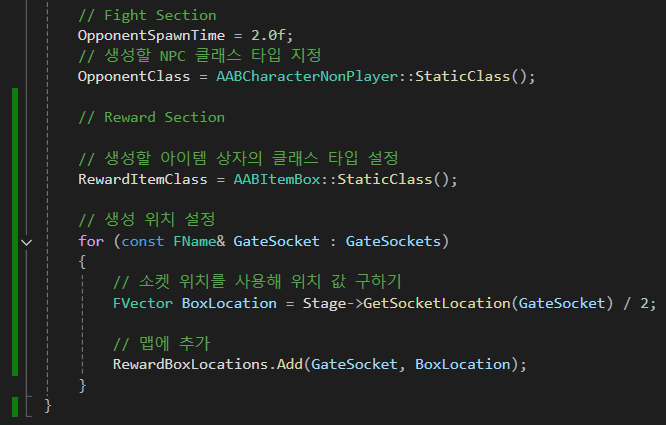 // Fight Section
OpponentSpawnTime = 2.0f;
// 생성할 NPC 클래스 타입 지정
OpponentClass = AABCharacterNonPlayer::StaticClass();
// Reward Section
// 생성할 아이템 상자의 클래스 타입 설정
RewardItemClass = AABItemBox::StaticClass();
// 생성 위치 설정
for (const FName& GateSocket : GateSockets)
{
// 소켓 위치를 사용해 위치 값 구하기
FVector BoxLocation = Stage->GetSocketLocation(GateSocket) / 2;
// 맵에 추가
RewardBoxLocations.Add(GateSocket, BoxLocation);
}
}